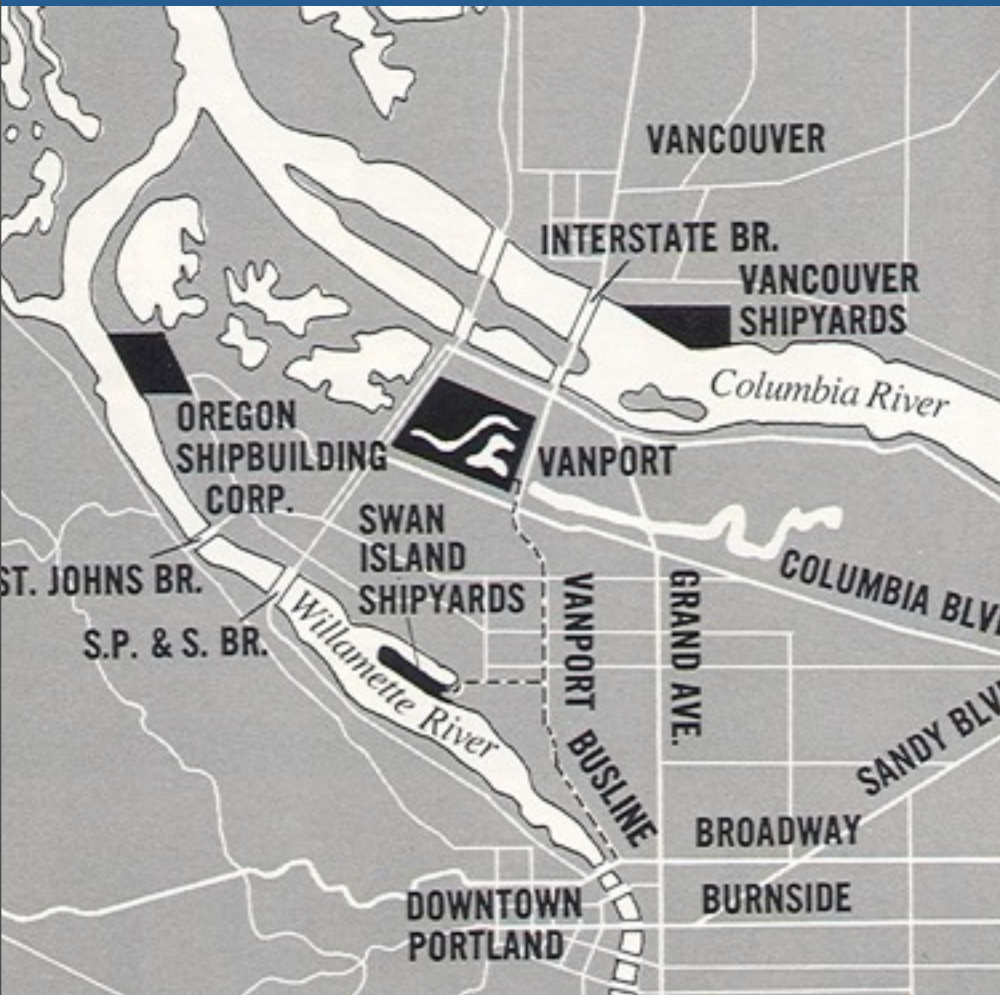 VANCOUVER
INTERSTATE BR.
VANCOUVER
SHIPYARDS
Columbia River
OREGON
SHIPBUILDING
CORP.
VANPORT
SWAN
ISLAND
SHIPYARDS
ST. JOHNS BR.
S.P. & S. BR.
Willamette River
COLUMBIA BLV
VANPORT BUSLINE
GRAND AVE.
SANDY BLV
BROADWAY
BURNSIDE
DOWNTOWN
PORTLAND